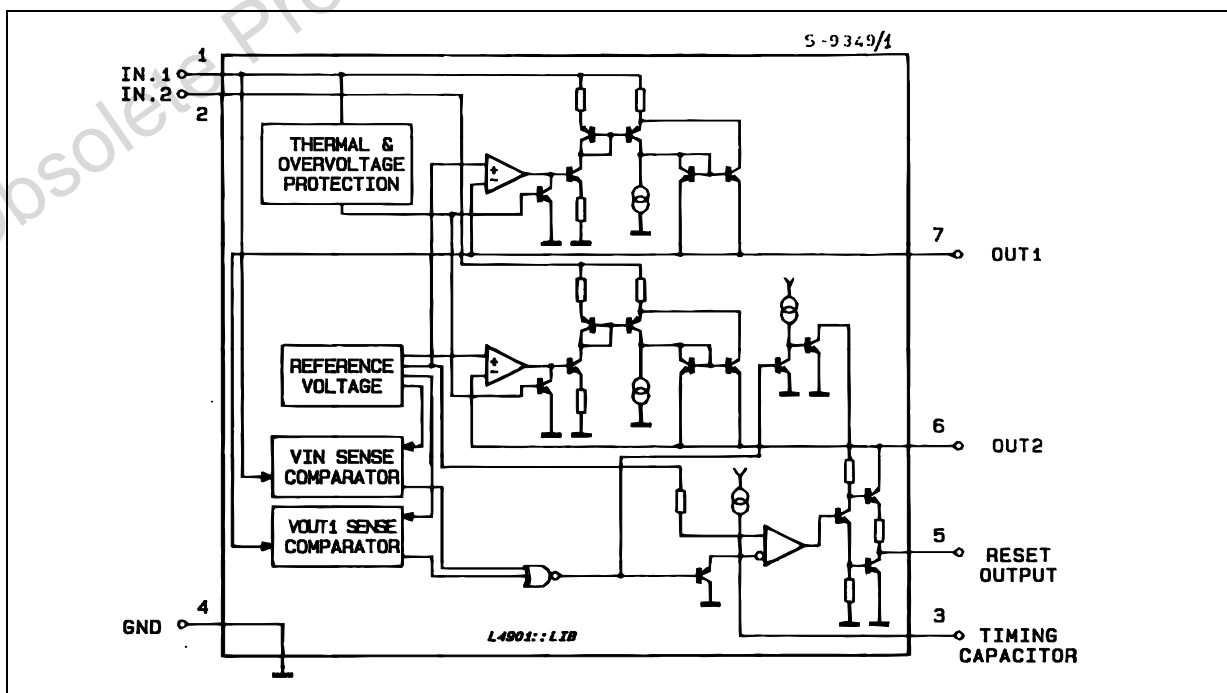 S-9349/1
1
IN.1
IN.2
2
THERMAL &
OVERVOLTAGE
PROTECTION
+
-
7
OUT1
REFERENCE
VOLTAGE
+
-
6
OUT2
VIN SENSE
COMPARATOR
VOUT1 SENSE
COMPARATOR
5
RESET
OUTPUT
4
GND
3
TIMING
CAPACITOR
L4901::LIB